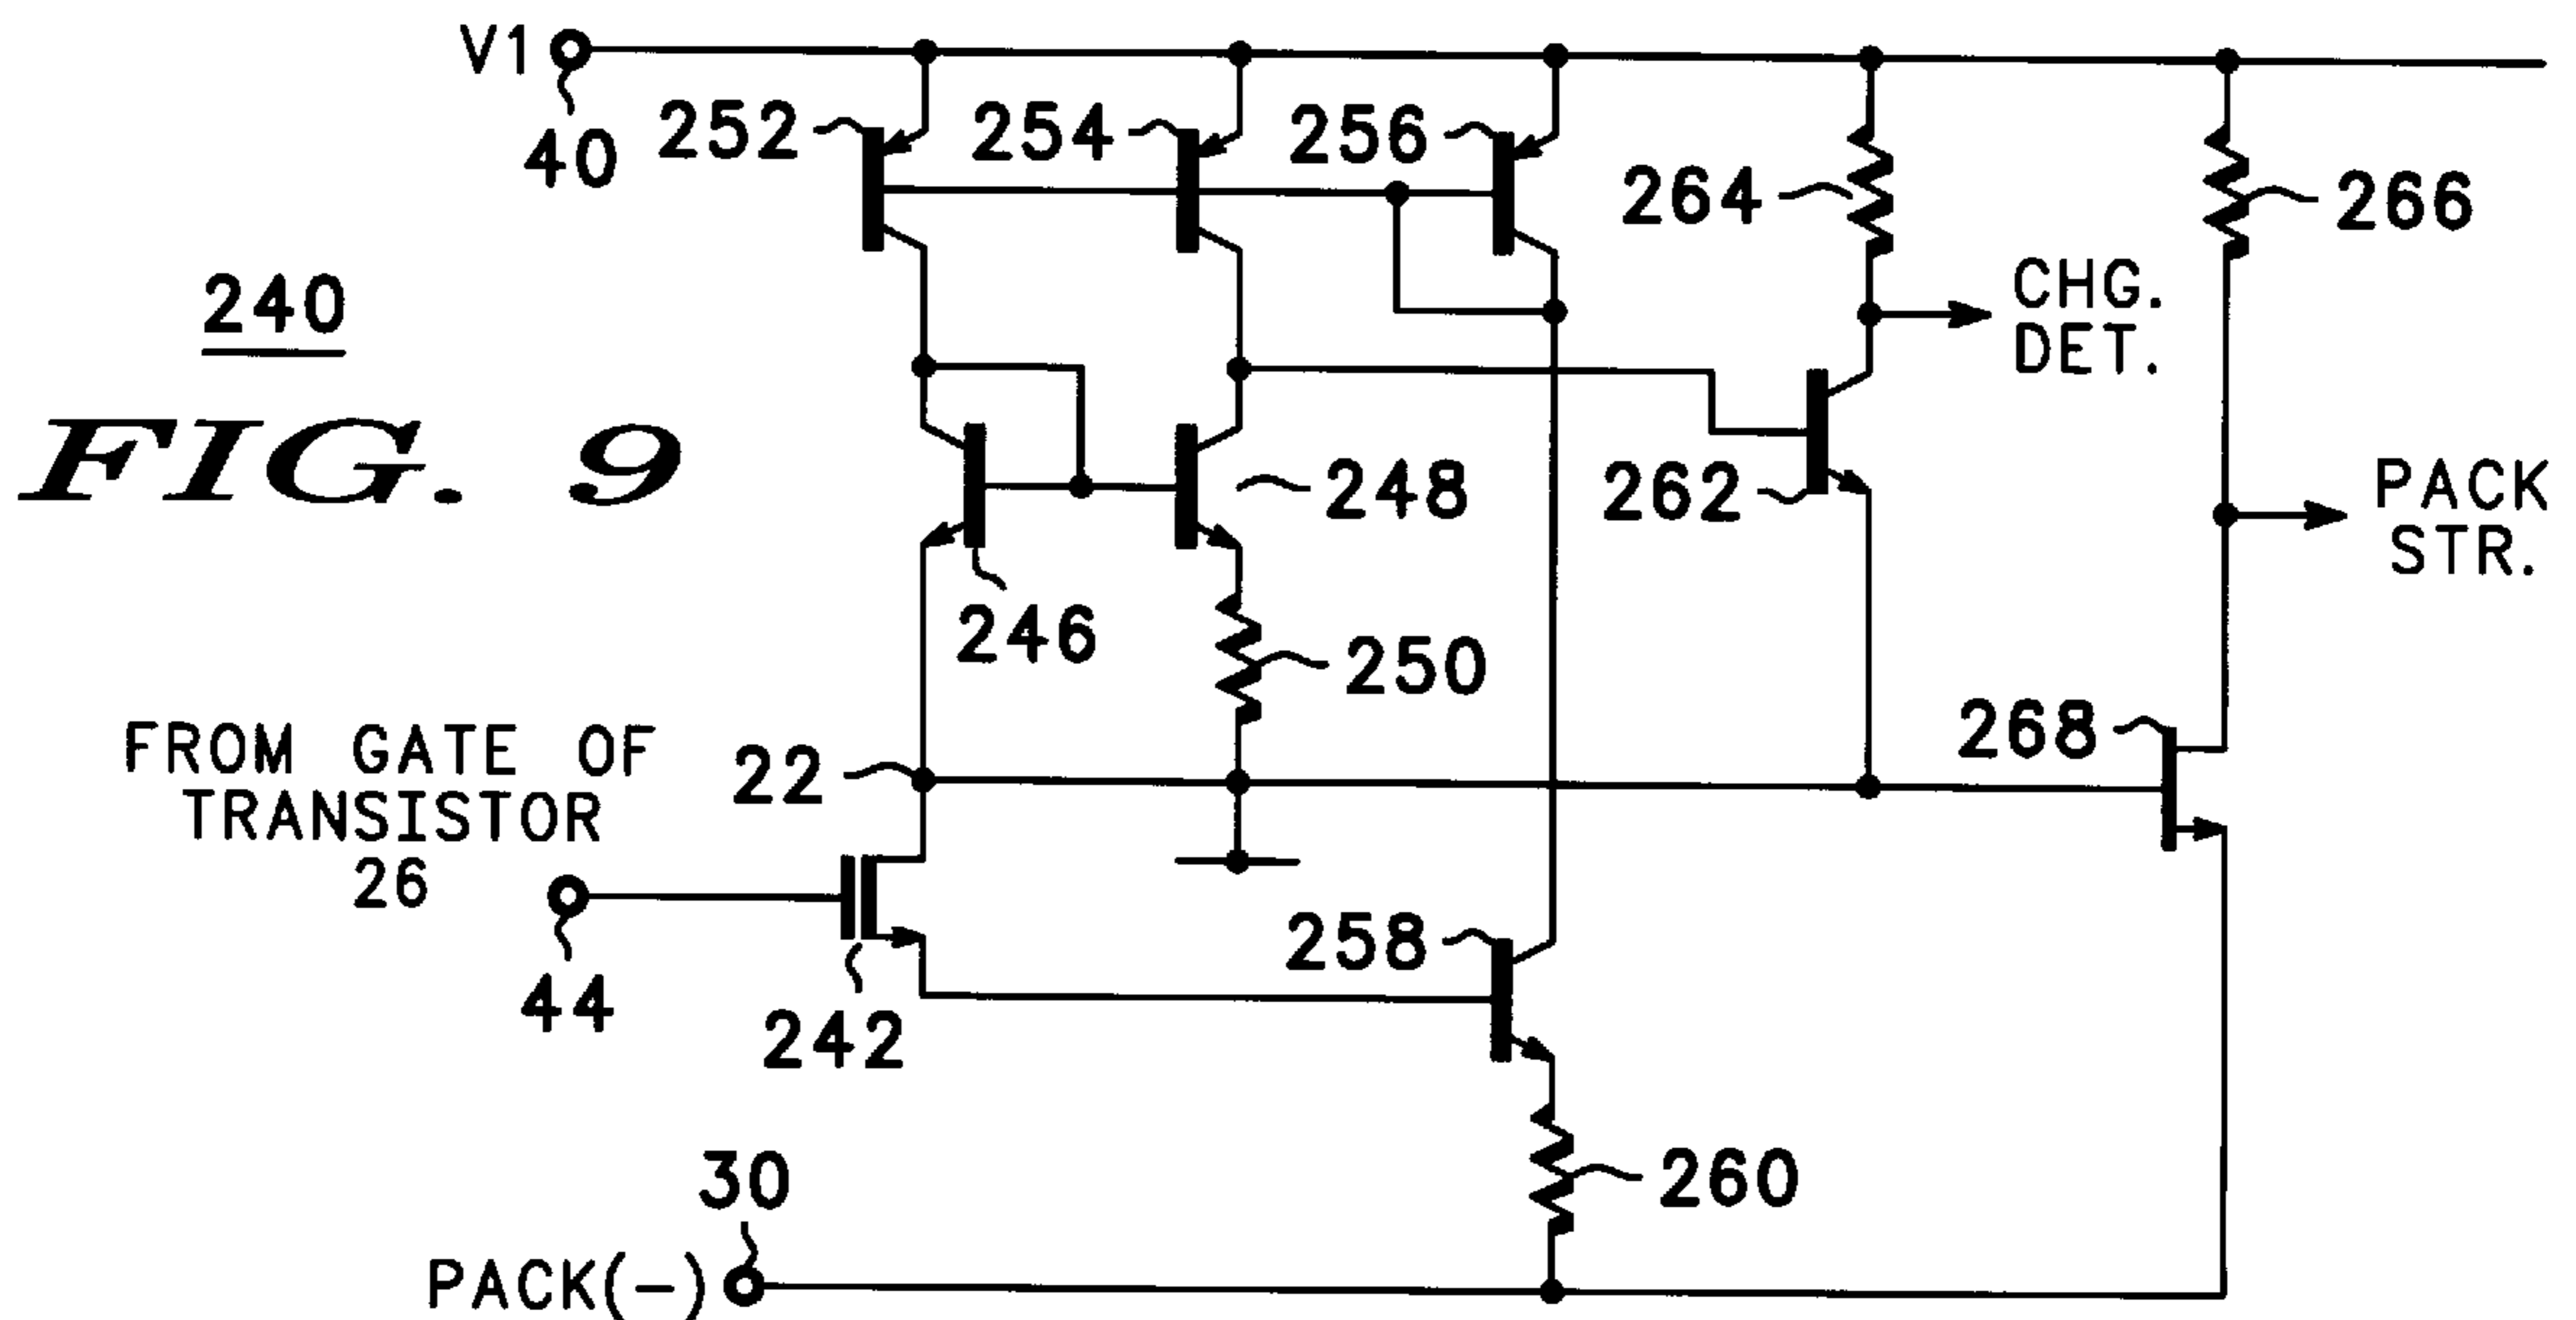 V1
40
252
254
256
264
266
240
FIG. 9
CHG.
DET.
PACK
STR.
248
262
246
250
FROM GATE OF
TRANSISTOR
26
22
268
44
242
258
30
260
PACK(-)